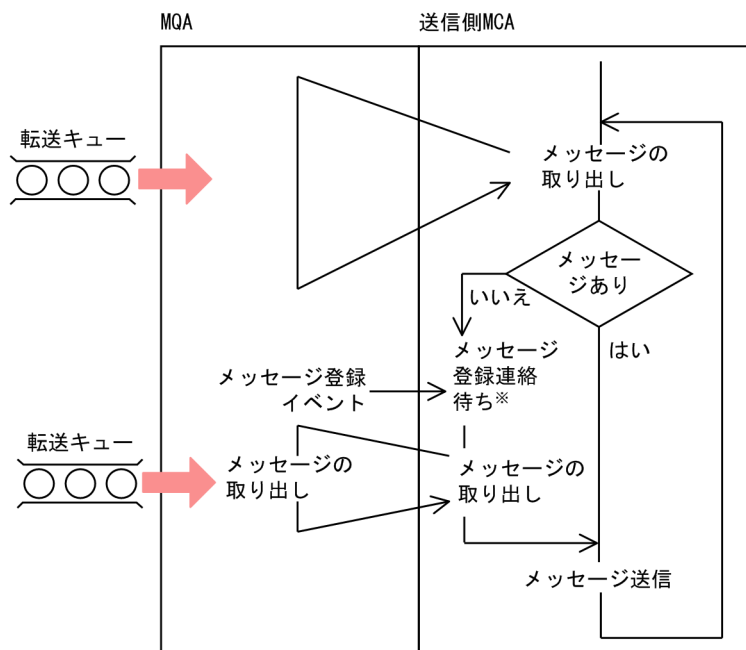 MQA
送信側MCA
転送キュー
メッセージの
取り出し
メッセー
ジあり
いいえ
はい
メッセージ
登録連絡
待ち※
メッセージ登録
イベント
転送キュー
メッセージの
取り出し
メッセージの
取り出し
メッセージ送信